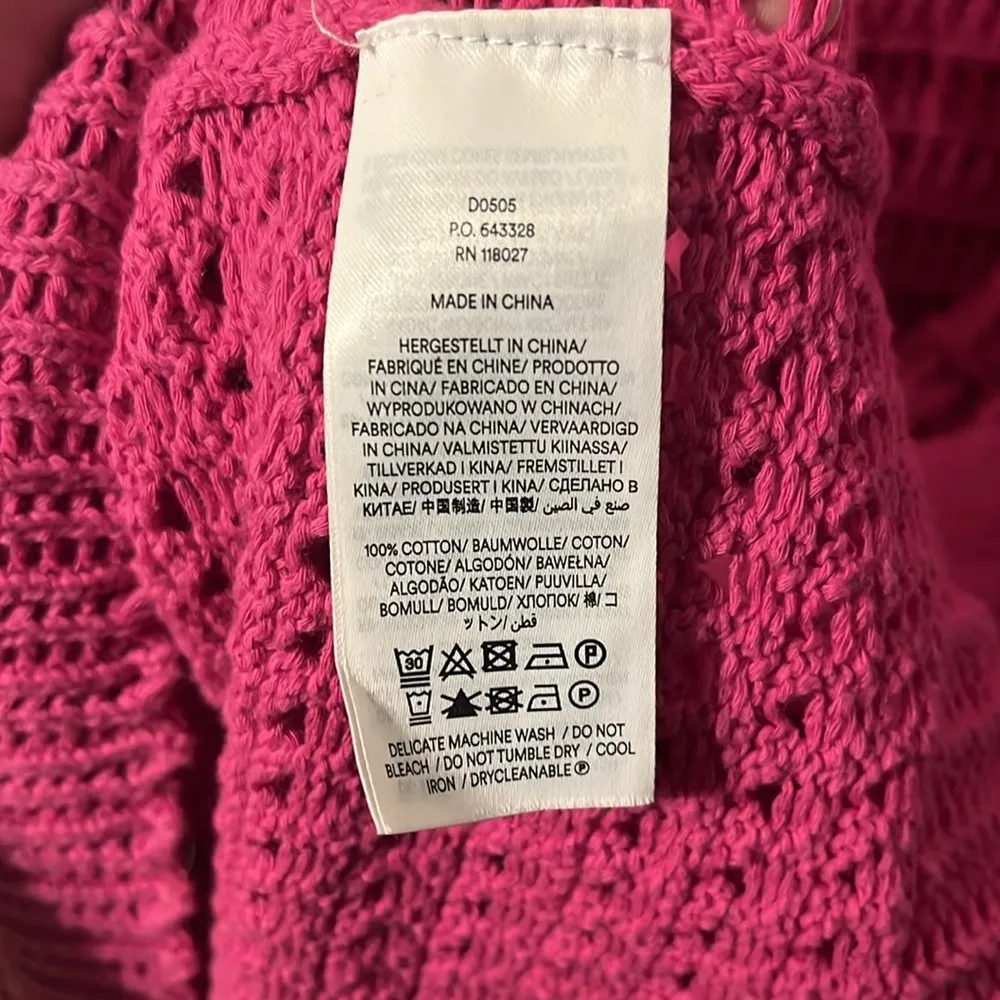 D0505
P.O. 643328
RN 118027
MADE IN CHINA
HERGESTELLT IN CHINA/
FABRIQUÉ EN CHINE/ PRODOTTO
IN CINA/ FABRICADO EN CHINA/
WYPRODUKOWANO W CHINACH/
FABRICADO NA CHINA/ VERVAARDIGD
IN CHINA/ VALMISTETTU KIINASSA/
TILLVERKAD I KINA/ FREMSTILLET I
KINA/ PRODUSERT I KINA/ СДЕЛАНО В
КИТАЕ/ 中国制造/ 中国製/ صنع في الصين
100% COTTON/ BAUMWOLLE/ COTON/
COTONE/ ALGODÓN/ BAWEŁNA/
ALGODÃO/ KATOEN/ PUUVILLA/
BOMULL/ BOMULD/ ХЛОПОК/ 棉/ コ
ットン/ قطن
30 P
P
DELICATE MACHINE WASH / DO NOT
BLEACH / DO NOT TUMBLE DRY / COOL
IRON / DRYCLEANABLE Ⓟ